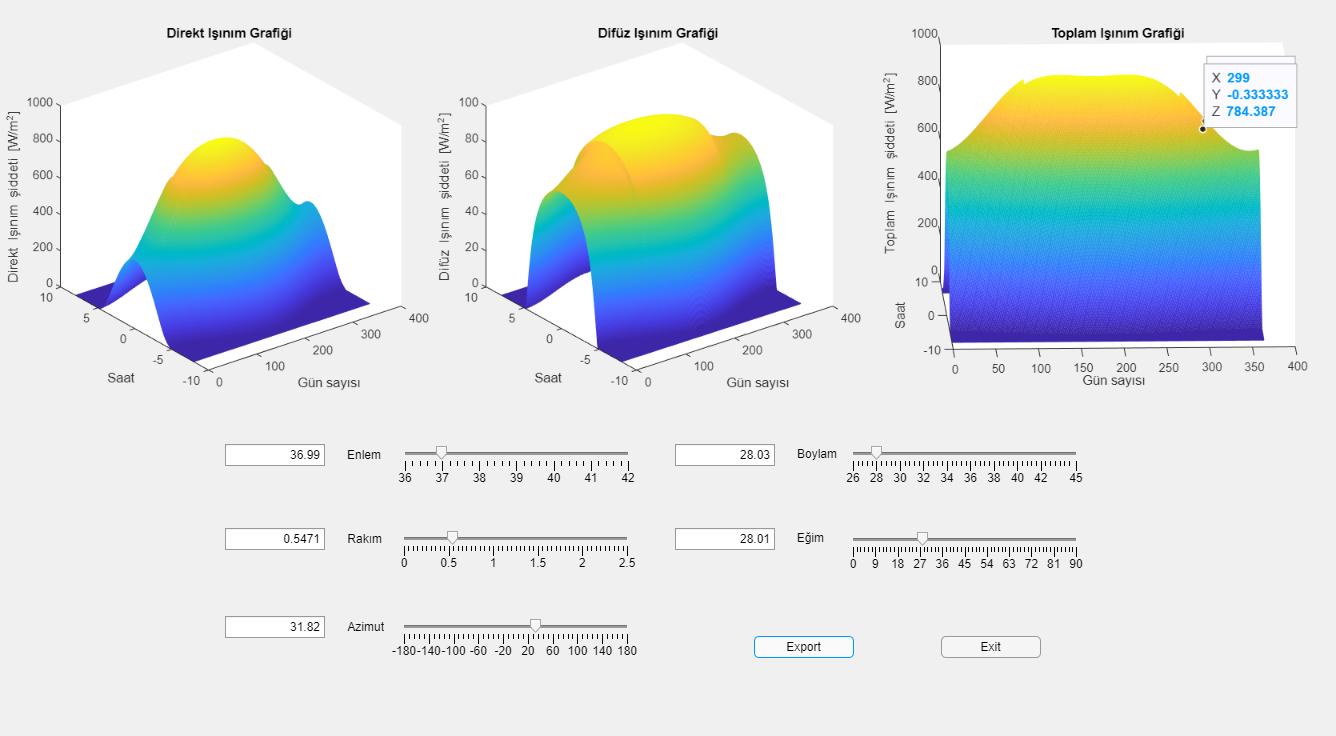 Direkt Işınım Grafiği
Difüz Işınım Grafiği
Toplam Işınım Grafiği
Direkt Işınım şiddeti [W/m²]
1000
800
600
400
200
0
10
5
0
-5
-10
Saat
0
100
200
300
400
Gün sayısı
Difüz Işınım şiddeti [W/m²]
100
80
60
40
20
0
10
5
0
-5
-10
Saat
0
100
200
300
400
Gün sayısı
Toplam Işınım şiddeti [W/m²]
1000
800
600
400
200
0
10
0
-10
Saat
0 50 100 150 200 250 300 350 400
Gün sayısı
X 299
Y -0.333333
Z 784.387
36.99 Enlem
36 37 38 39 40 41 42
28.03 Boylam
26 28 30 32 34 36 38 40 42 45
0.5471 Rakım
0 0.5 1 1.5 2 2.5
28.01 Eğim
0 9 18 27 36 45 54 63 72 81 90
31.82 Azimut
-180 -140 -100 -60 -20 20 60 100 140 180
Export
Exit